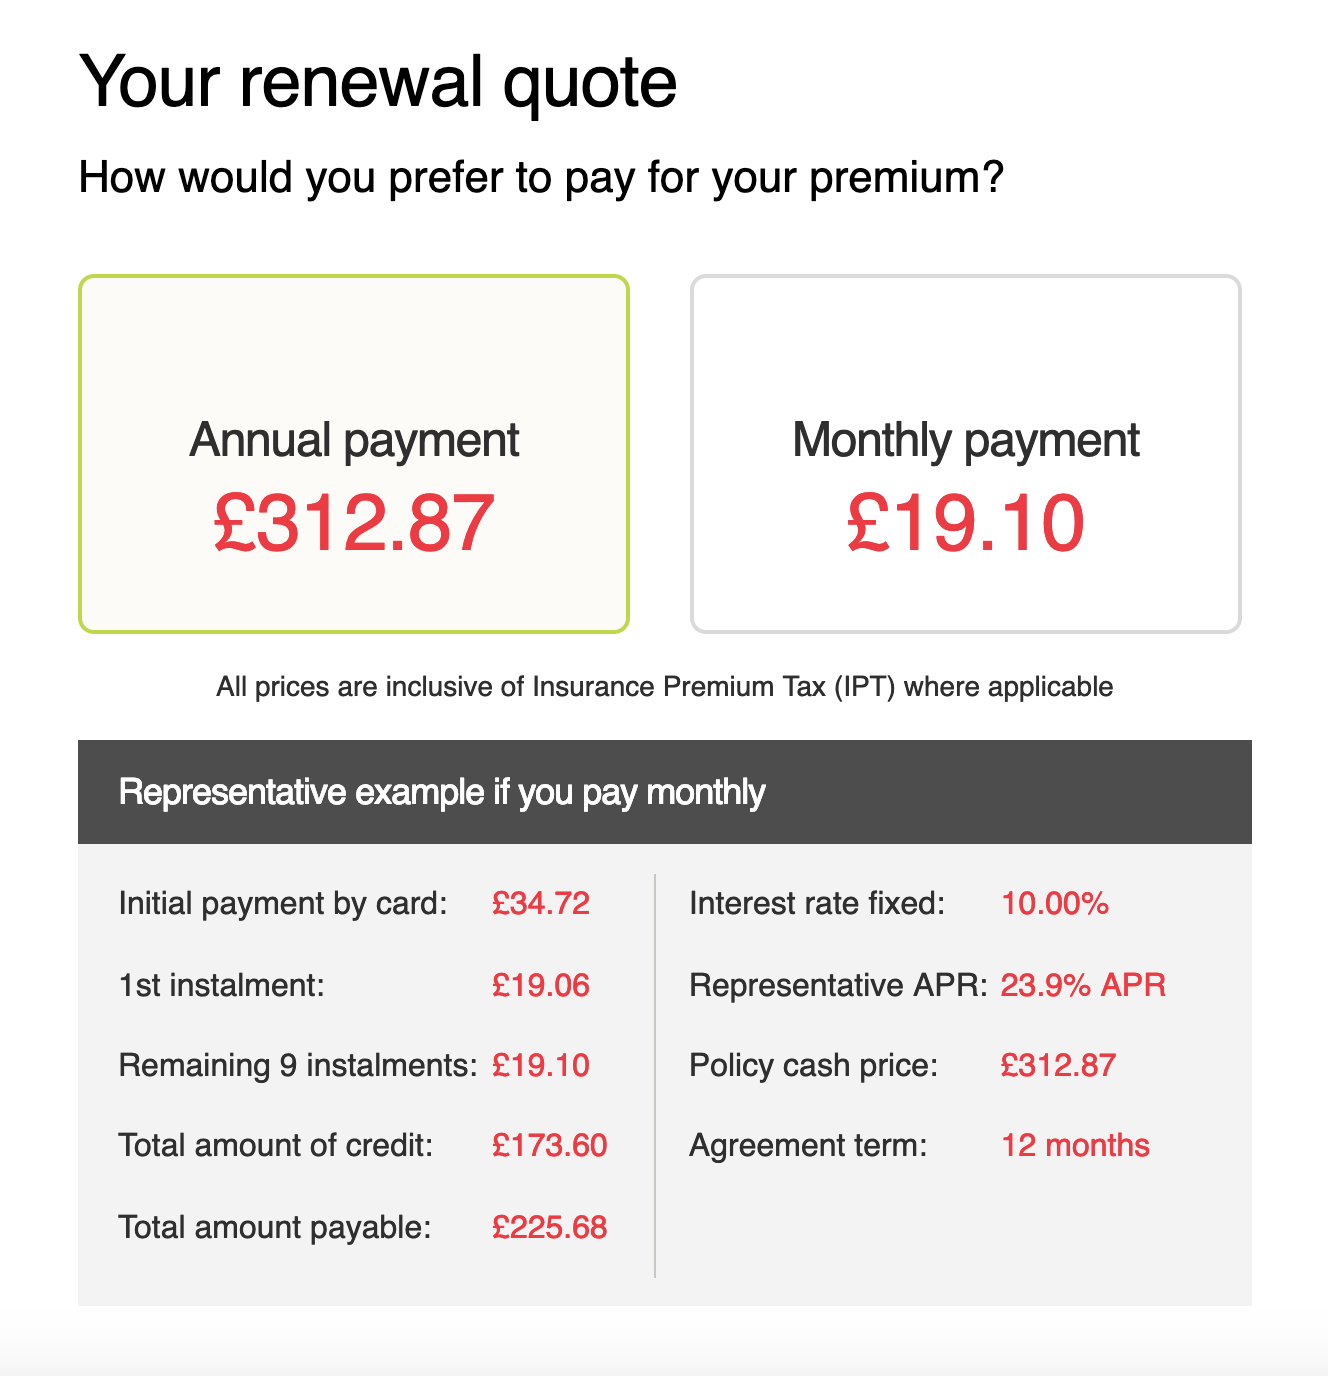 Your renewal quote
How would you prefer to pay for your premium?
Annual payment
£312.87
Monthly payment
£19.10
All prices are inclusive of Insurance Premium Tax (IPT) where applicable
Representative example if you pay monthly
Initial payment by card: £34.72
1st instalment: £19.06
Remaining 9 instalments: £19.10
Total amount of credit: £173.60
Total amount payable: £225.68
Interest rate fixed: 10.00%
Representative APR: 23.9% APR
Policy cash price: £312.87
Agreement term: 12 months